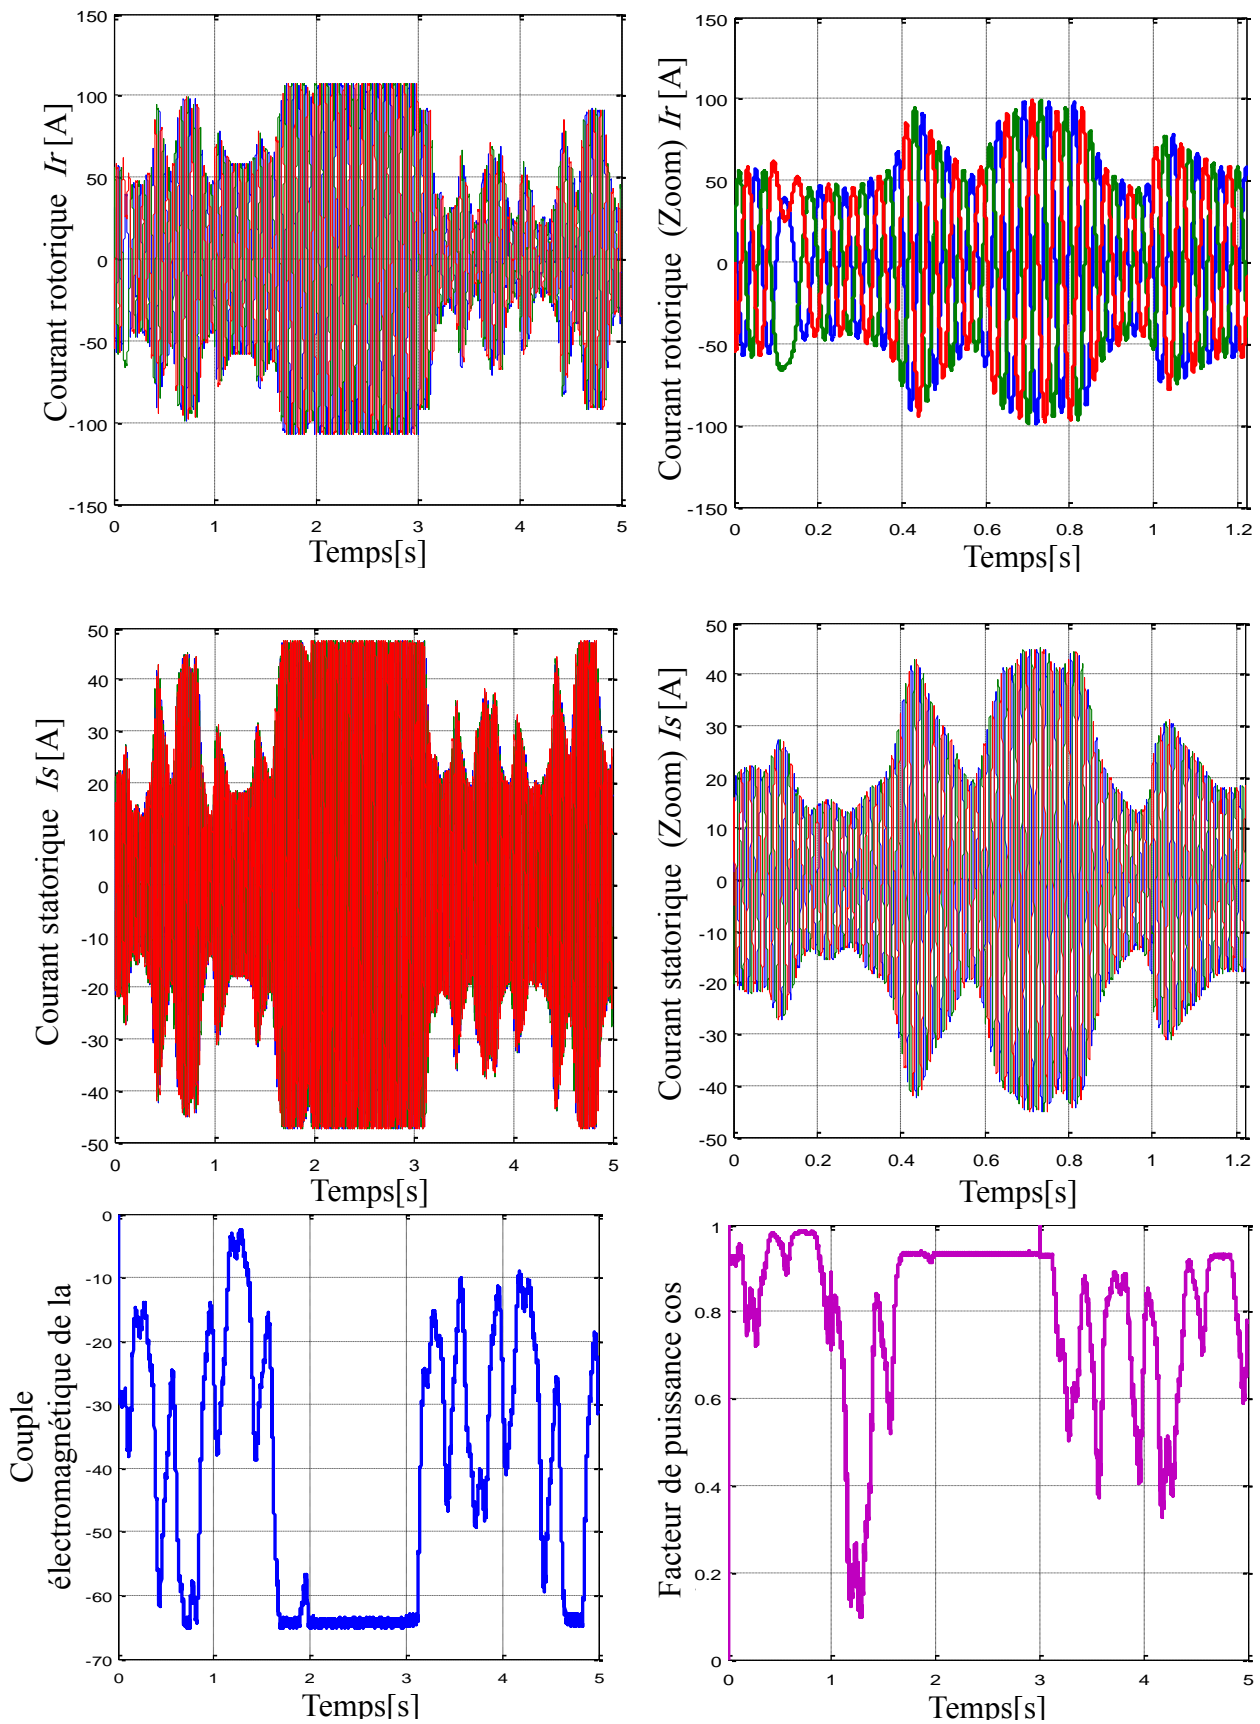 Courant rotorique Ir [A]
150
100
50
0
-50
-100
-150
0 1 2 3 4 5
Temps[s]
Courant rotorique (Zoom) Ir [A]
150
100
50
0
-50
-100
-150
0 0.2 0.4 0.6 0.8 1 1.2
Temps[s]
Courant statorique Is [A]
50
40
30
20
10
0
-10
-20
-30
-40
-50
0 1 2 3 4 5
Temps[s]
Courant statorique (Zoom) Is [A]
50
40
30
20
10
0
-10
-20
-30
-40
-50
0 0.2 0.4 0.6 0.8 1 1.2
Temps[s]
Couple
électromagnétique de la
0
-10
-20
-30
-40
-50
-60
-70
0 1 2 3 4 5
Temps[s]
Facteur de puissance cos
1
0.8
0.6
0.4
0.2
0
0 1 2 3 4 5
Temps[s]